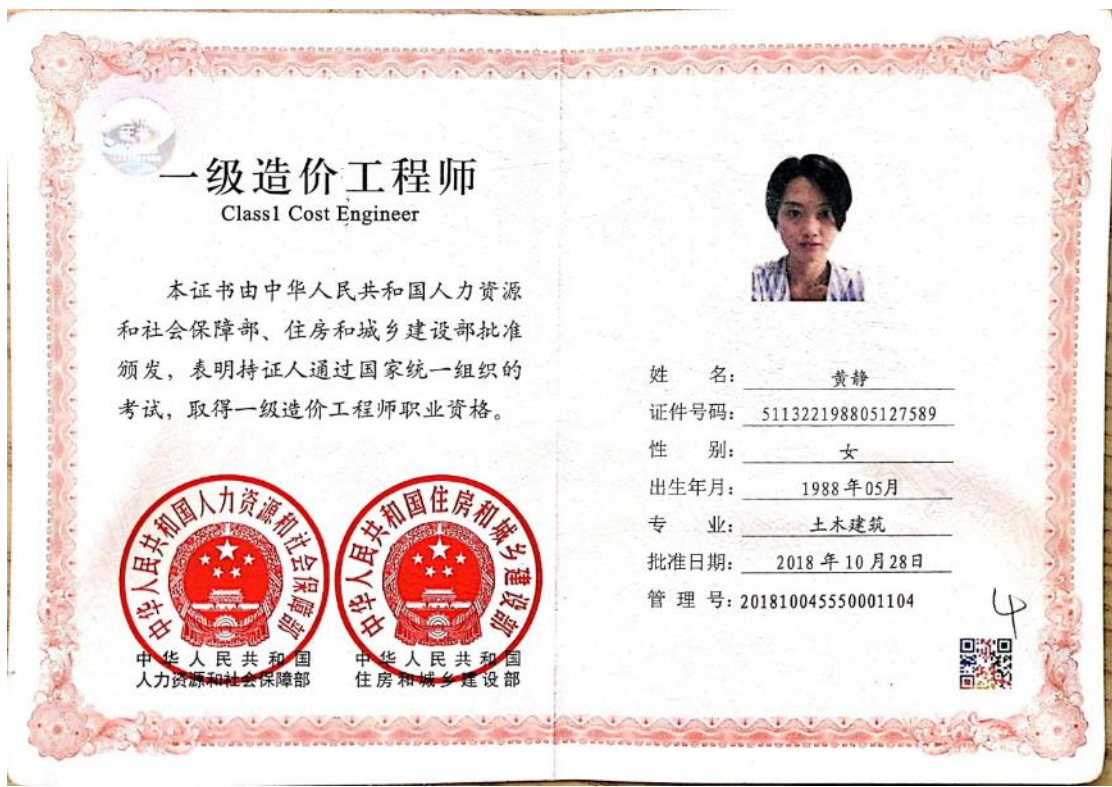 一级造价工程师
Class1 Cost Engineer
本证书由中华人民共和国人力资源
和社会保障部、住房和城乡建设部批准
颁发，表明持证人通过国家统一组织的
考试，取得一级造价工程师职业资格。
中华人民共和国人力资源和社会保障部
中华人民共和国住房和城乡建设部
中华人民共和国
人力资源和社会保障部
中华人民共和国
住房和城乡建设部
姓 名： 黄静
证件号码： 511322198805127589
性 别： 女
出生年月： 1988年05月
专 业： 土木建筑
批准日期： 2018年10月28日
管 理 号： 201810045550001104